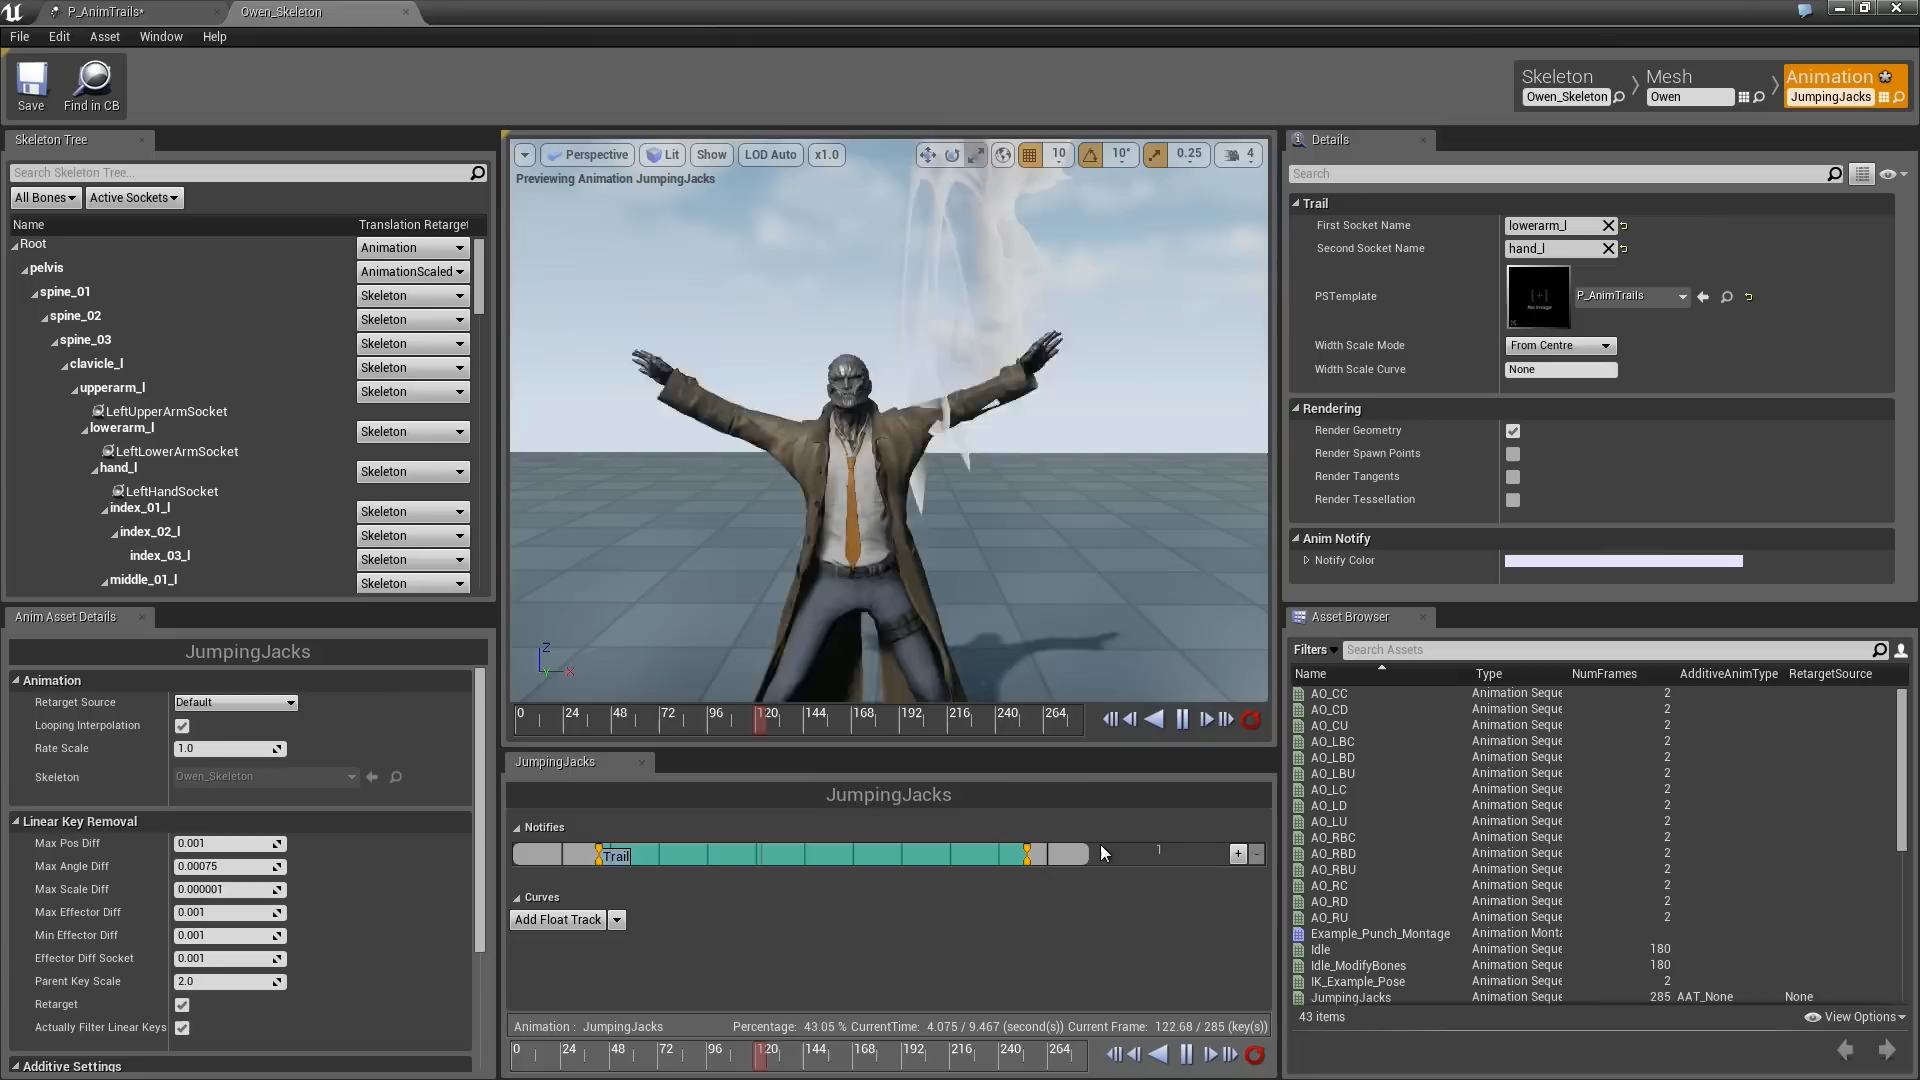 P_AnimTrails*
Owen_Skeleton
File Edit Asset Window Help
Save
Find in CB
Skeleton
Owen_Skeleton
Mesh
Owen
Animation
JumpingJacks
Skeleton Tree
Search Skeleton Tree...
All Bones
Active Sockets
Name
Translation Retarget
Root Animation
pelvis AnimationScaled
spine_01 Skeleton
spine_02 Skeleton
spine_03 Skeleton
clavicle_l Skeleton
upperarm_l Skeleton
LeftUpperArmSocket
lowerarm_l Skeleton
LeftLowerArmSocket
hand_l Skeleton
LeftHandSocket
index_01_l Skeleton
index_02_l Skeleton
index_03_l Skeleton
middle_01_l Skeleton
Anim Asset Details
JumpingJacks
Animation
Retarget Source Default
Looping Interpolation
Rate Scale 1.0
Skeleton Owen_Skeleton
Linear Key Removal
Max Pos Diff 0.001
Max Angle Diff 0.00075
Max Scale Diff 0.000001
Max Effector Diff 0.001
Min Effector Diff 0.001
Effector Diff Socket 0.001
Parent Key Scale 2.0
Retarget
Actually Filter Linear Keys
Additive Settings
Perspective Lit Show LOD Auto x1.0 10 10° 0.25 4
Previewing Animation JumpingJacks
Z
Y X
0 24 48 72 96 120 144 168 192 216 240 264
JumpingJacks
JumpingJacks
Notifies
Trail
1
+ -
Curves
Add Float Track
Animation : JumpingJacks Percentage: 43.05 % CurrentTime: 4.075 / 9.467 (second(s)) Current Frame: 122.68 / 285 (key(s))
0 24 48 72 96 120 144 168 192 216 240 264
Details
Search
Trail
First Socket Name lowerarm_l
Second Socket Name hand_l
PSTemplate
No Image
P_AnimTrails
Width Scale Mode From Centre
Width Scale Curve None
Rendering
Render Geometry
Render Spawn Points
Render Tangents
Render Tessellation
Anim Notify
Notify Color
Asset Browser
Filters
Search Assets
Name Type NumFrames AdditiveAnimType RetargetSource
AO_CC Animation Seque 2
AO_CD Animation Seque 2
AO_CU Animation Seque 2
AO_LBC Animation Seque 2
AO_LBD Animation Seque 2
AO_LBU Animation Seque 2
AO_LC Animation Seque 2
AO_LD Animation Seque 2
AO_LU Animation Seque 2
AO_RBC Animation Seque 2
AO_RBD Animation Seque 2
AO_RBU Animation Seque 2
AO_RC Animation Seque 2
AO_RD Animation Seque 2
AO_RU Animation Seque 2
Example_Punch_Montage Animation Monta
Idle Animation Seque 180
Idle_ModifyBones Animation Seque 180
IK_Example_Pose Animation Seque 2
JumpingJacks Animation Seque 285 AAT_None None
43 items
View Options